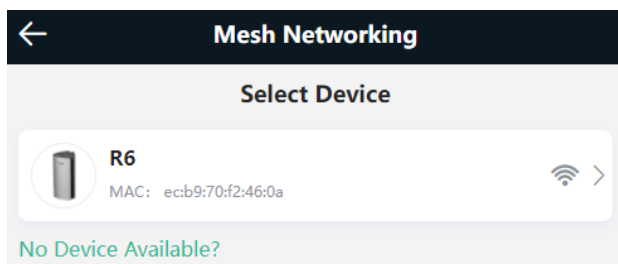 Mesh Networking
Select Device
R6
MAC: ec:b9:70:f2:46:0a
No Device Available?